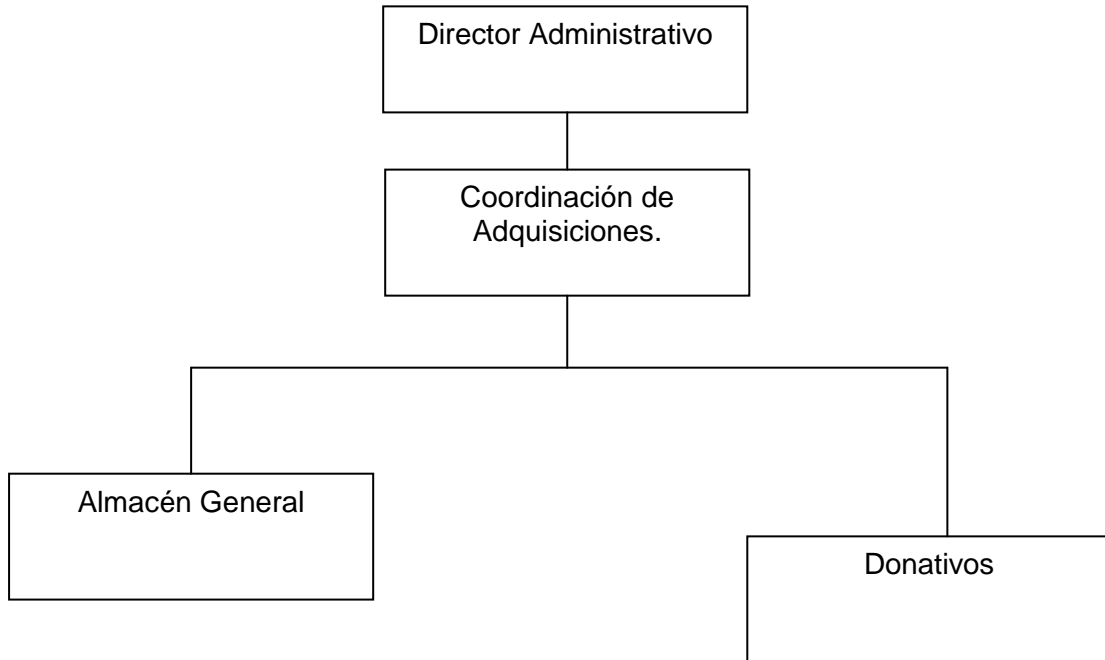 Director Administrativo
Coordinación de
Adquisiciones.
Almacén General
Donativos